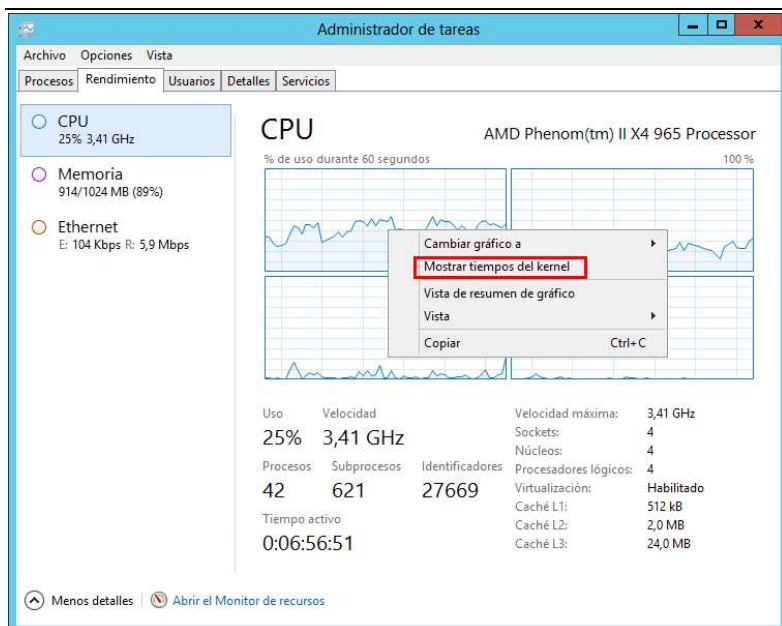 Administrador de tareas
Archivo Opciones Vista
Procesos Rendimiento Usuarios Detalles Servicios
CPU
25% 3,41 GHz
Memoria
914/1024 MB (89%)
Ethernet
E: 104 Kbps R: 5,9 Mbps
CPU AMD Phenom(tm) II X4 965 Processor
% de uso durante 60 segundos 100 %
Cambiar gráfico a
Mostrar tiempos del kernel
Vista de resumen de gráfico
Vista
Copiar Ctrl+C
Uso Velocidad
25% 3,41 GHz
Procesos Subprocesos Identificadores
42 621 27669
Tiempo activo
0:06:56:51
Velocidad máxima: 3,41 GHz
Sockets: 4
Núcleos: 4
Procesadores lógicos: 4
Virtualización: Habilitado
Caché L1: 512 kB
Caché L2: 2,0 MB
Caché L3: 24,0 MB
Menos detalles Abrir el Monitor de recursos